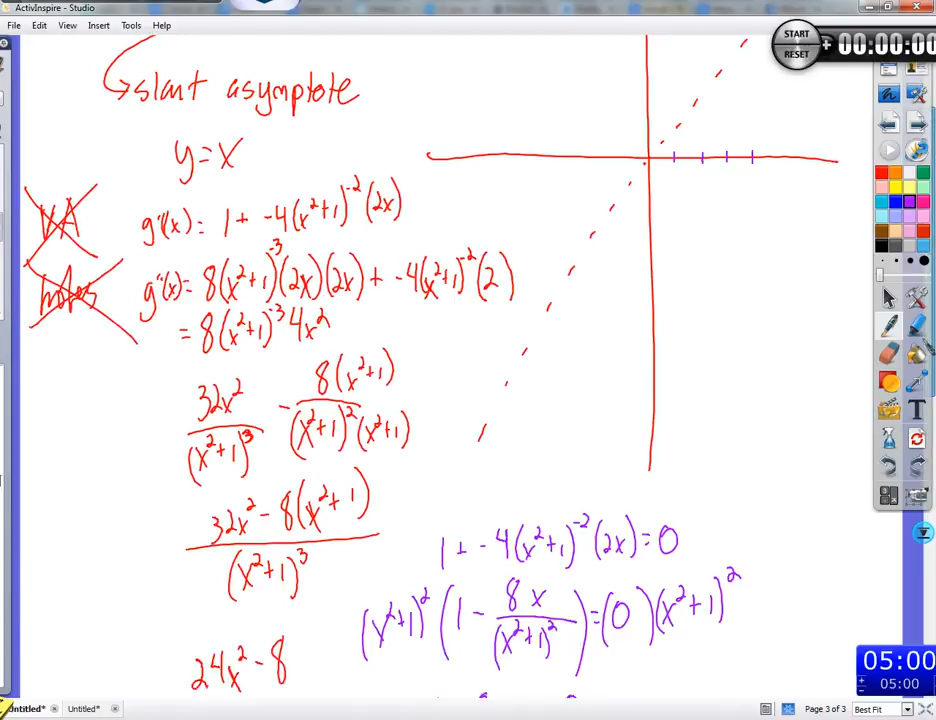 ActivInspire - Studio
File Edit View Insert Tools Help
START
RESET
00:00:00
slant asymptote
y=x
VA
holes
g'(x)= 1 + -4(x²+1)⁻²(2x)
g''(x)= 8(x²+1)⁻³(2x)(2x) + -4(x²+1)⁻²(2)
= 8(x²+1)⁻³ 4x²
32x²/(x²+1)³ - 8(x²+1)/(x²+1)²(x²+1)
32x² - 8(x²+1)/(x²+1)³
24x² - 8
1 + -4(x²+1)⁻²(2x)=0
(x²+1)²(1 - 8x/(x²+1)²)=(0)(x²+1)²
05:00
05:00
Untitled* Untitled*
Page 3 of 3
Best Fit